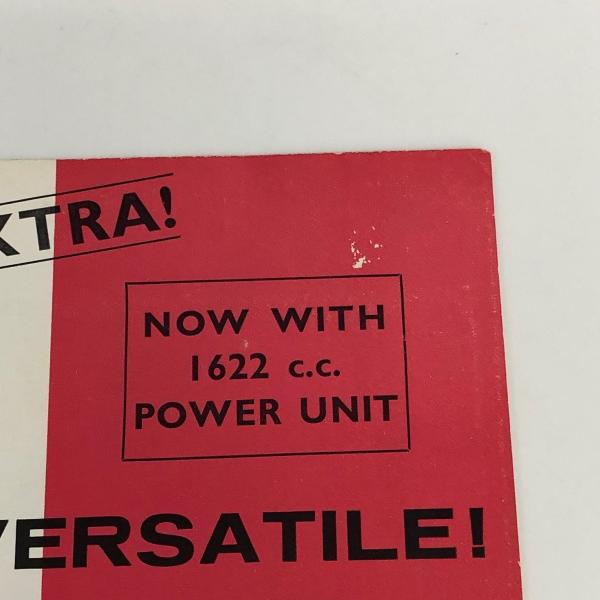 XTRA!
NOW WITH
1622 c.c.
POWER UNIT
VERSATILE!